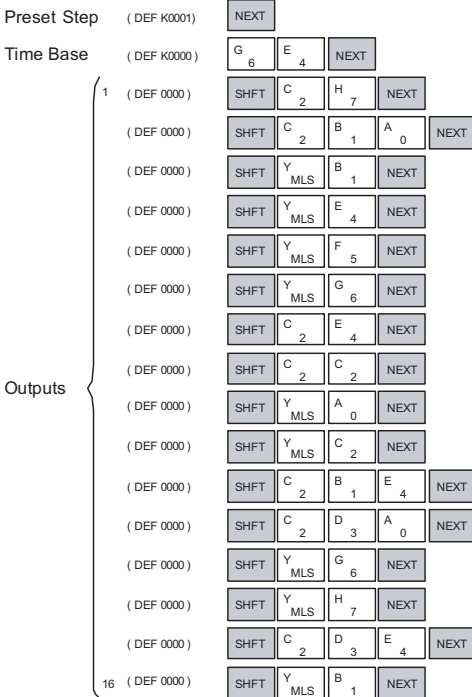 Preset Step ( DEF K0001) NEXT
Time Base ( DEF K0000 ) G 6 E 4 NEXT
1 ( DEF 0000 ) SHFT C 2 H 7 NEXT
( DEF 0000 ) SHFT C 2 B 1 A 0 NEXT
( DEF 0000 ) SHFT Y MLS B 1 NEXT
( DEF 0000 ) SHFT Y MLS E 4 NEXT
( DEF 0000 ) SHFT Y MLS F 5 NEXT
( DEF 0000 ) SHFT Y MLS G 6 NEXT
( DEF 0000 ) SHFT C 2 E 4 NEXT
( DEF 0000 ) SHFT C 2 C 2 NEXT
Outputs
( DEF 0000 ) SHFT Y MLS A 0 NEXT
( DEF 0000 ) SHFT Y MLS C 2 NEXT
( DEF 0000 ) SHFT C 2 B 1 E 4 NEXT
( DEF 0000 ) SHFT C 2 D 3 A 0 NEXT
( DEF 0000 ) SHFT Y MLS G 6 NEXT
( DEF 0000 ) SHFT Y MLS H 7 NEXT
( DEF 0000 ) SHFT C 2 D 3 E 4 NEXT
16 ( DEF 0000 ) SHFT Y MLS B 1 NEXT